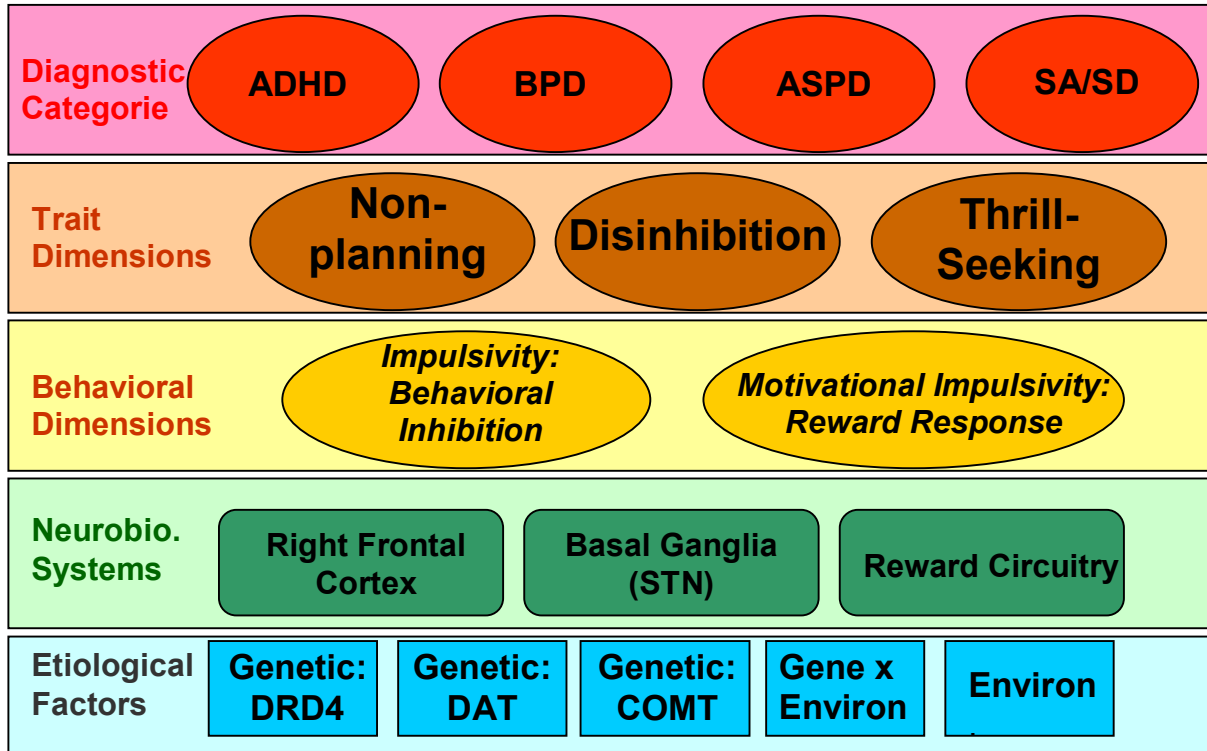 Diagnostic
Categorie
ADHD
BPD
ASPD
SA/SD
Trait
Dimensions
Non-
planning
Disinhibition
Thrill-
Seeking
Behavioral
Dimensions
Impulsivity:
Behavioral
Inhibition
Motivational Impulsivity:
Reward Response
Neurobio.
Systems
Right Frontal
Cortex
Basal Ganglia
(STN)
Reward Circuitry
Etiological
Factors
Genetic:
DRD4
Genetic:
DAT
Genetic:
COMT
Gene x
Environ
Environ
.